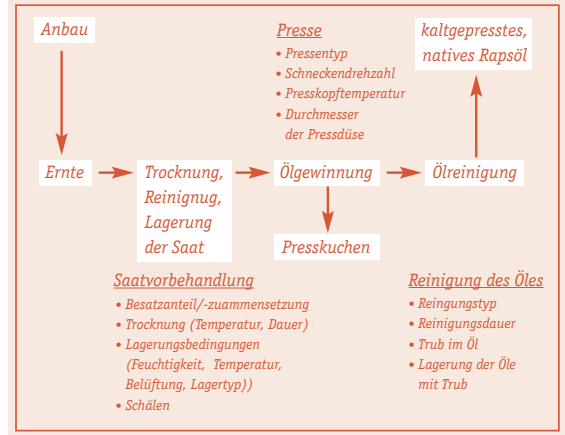 Anbau
Presse
• Pressentyp
• Schneckendrehzahl
• Presskopftemperatur
• Durchmesser
der Pressdüse
kaltgepresstes,
natives Rapsöl
Ernte
Trocknung,
Reinignug,
Lagerung
der Saat
Ölgewinnung
Ölreinigung
Presskuchen
Saatvorbehandlung
• Besatzanteil/-zuammensetzung
• Trocknung (Temperatur, Dauer)
• Lagerungsbedingungen
(Feuchtigkeit, Temperatur,
Belüftung, Lagertyp))
• Schälen
Reinigung des Öles
• Reingungstyp
• Reinigungsdauer
• Trub im Öl
• Lagerung der Öle
mit Trub